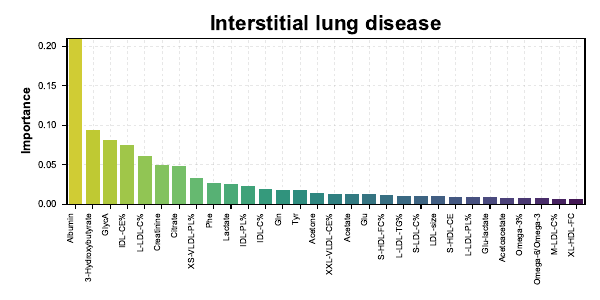 Interstitial lung disease
Importance
0.20
0.15
0.10
0.05
0.00
Albumin
3-Hydroxybutyrate
GlycA
IDL-CE%
L-LDL-C%
Creatinine
Citrate
XS-VLDL-PL%
Phe
Lactate
IDL-PL%
IDL-C%
Gln
Tyr
Acetone
XXL-VLDL-CE%
Acetate
Glu
S-HDL-FC%
L-LDL-TG%
S-LDL-C%
LDL-size
S-HDL-CE
L-LDL-PL%
Glu-lactate
Acetoacetate
Omega-3%
Omega-6/Omega-3
M-LDL-C%
XL-HDL-FC